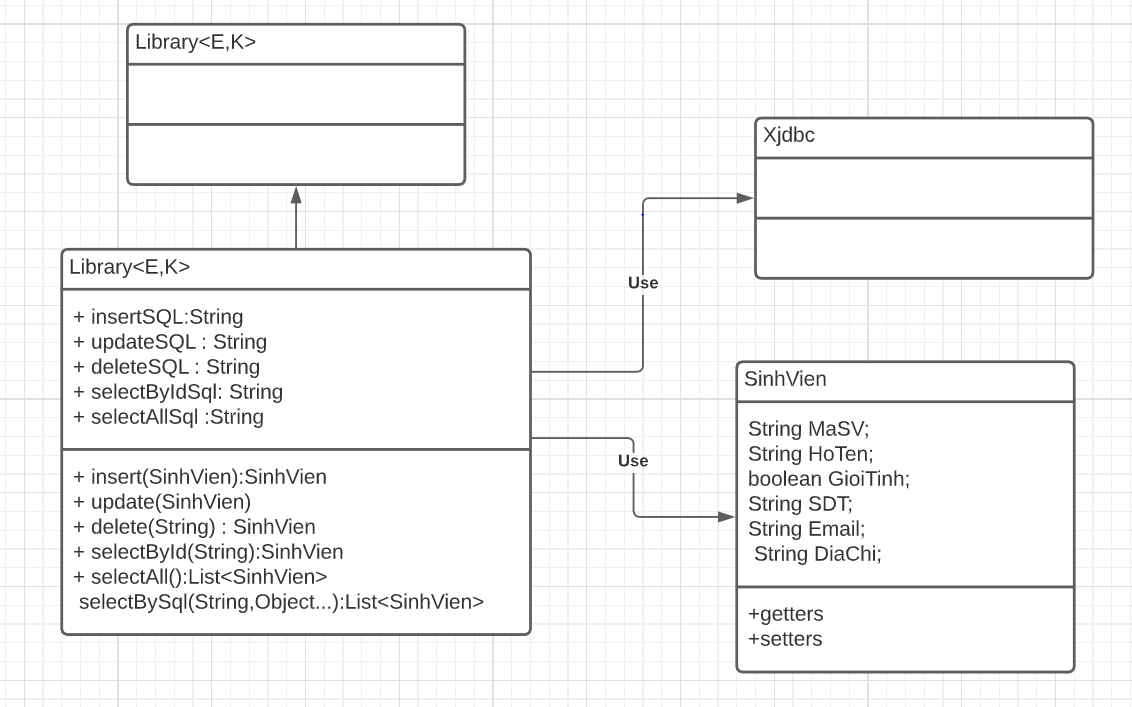 Library<E,K>
Xjdbc
Library<E,K>
+ insertSQL:String
+ updateSQL : String
+ deleteSQL : String
+ selectByIdSql: String
+ selectAllSql :String
+ insert(SinhVien):SinhVien
+ update(SinhVien)
+ delete(String) : SinhVien
+ selectById(String):SinhVien
+ selectAll():List<SinhVien>
selectBySql(String,Object...):List<SinhVien>
Use
Use
SinhVien
String MaSV;
String HoTen;
boolean GioiTinh;
String SDT;
String Email;
String DiaChi;
+getters
+setters